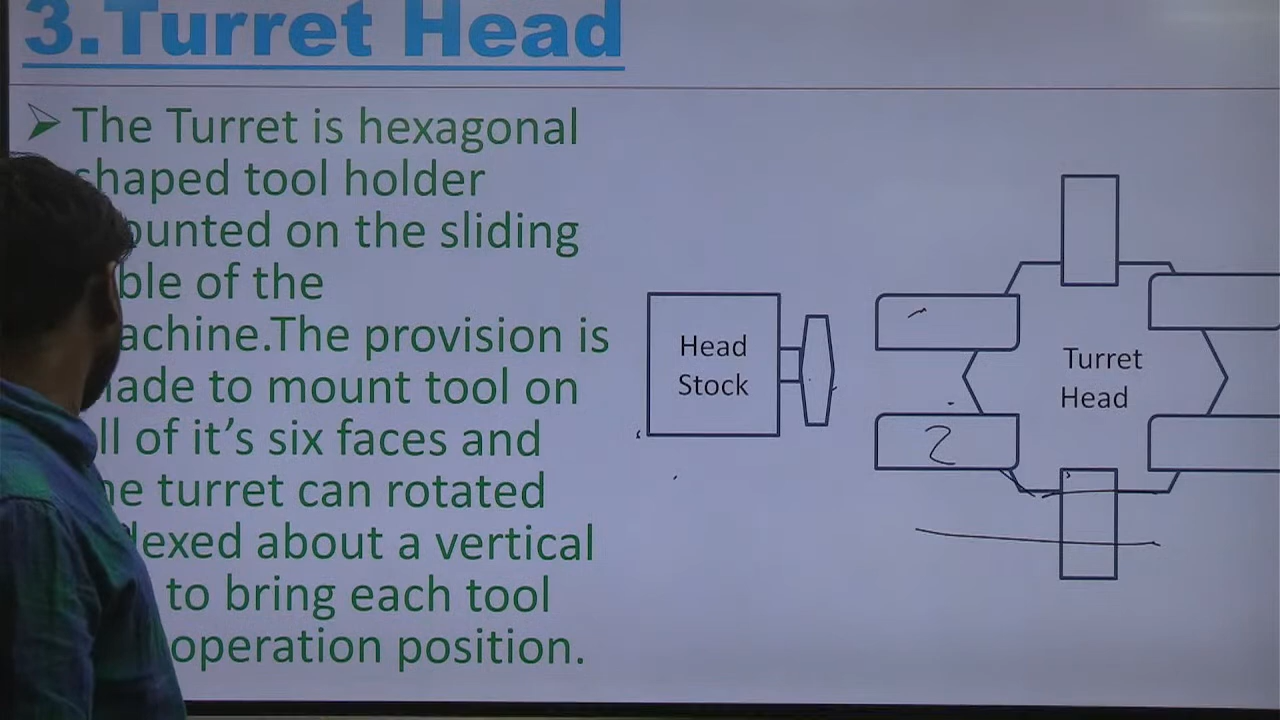 3.Turret Head
The Turret is hexagonal
shaped tool holder
ounted on the sliding
ble of the
achine.The provision is
ade to mount tool on
ll of it's six faces and
e turret can rotated
dexed about a vertical
to bring each tool
operation position.
Head
Stock
Turret
Head
2